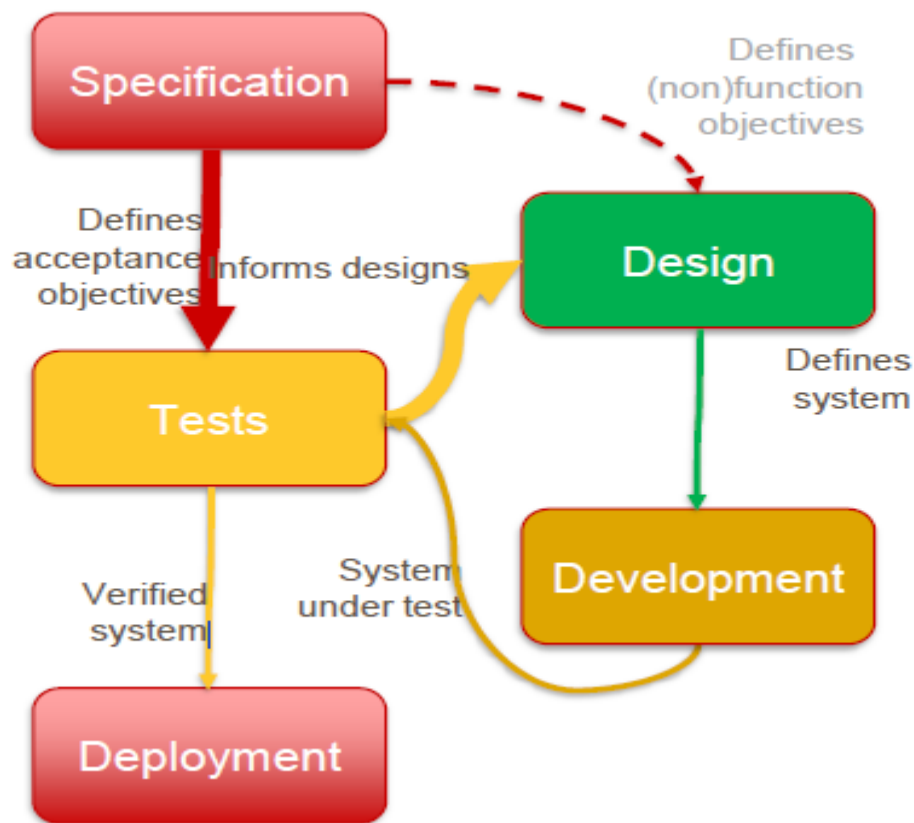 Specification
Defines
(non)function
objectives
Defines
acceptance
objectives
Informs designs
Design
Tests
Defines
system
Verified
system
System
under test
Development
Deployment